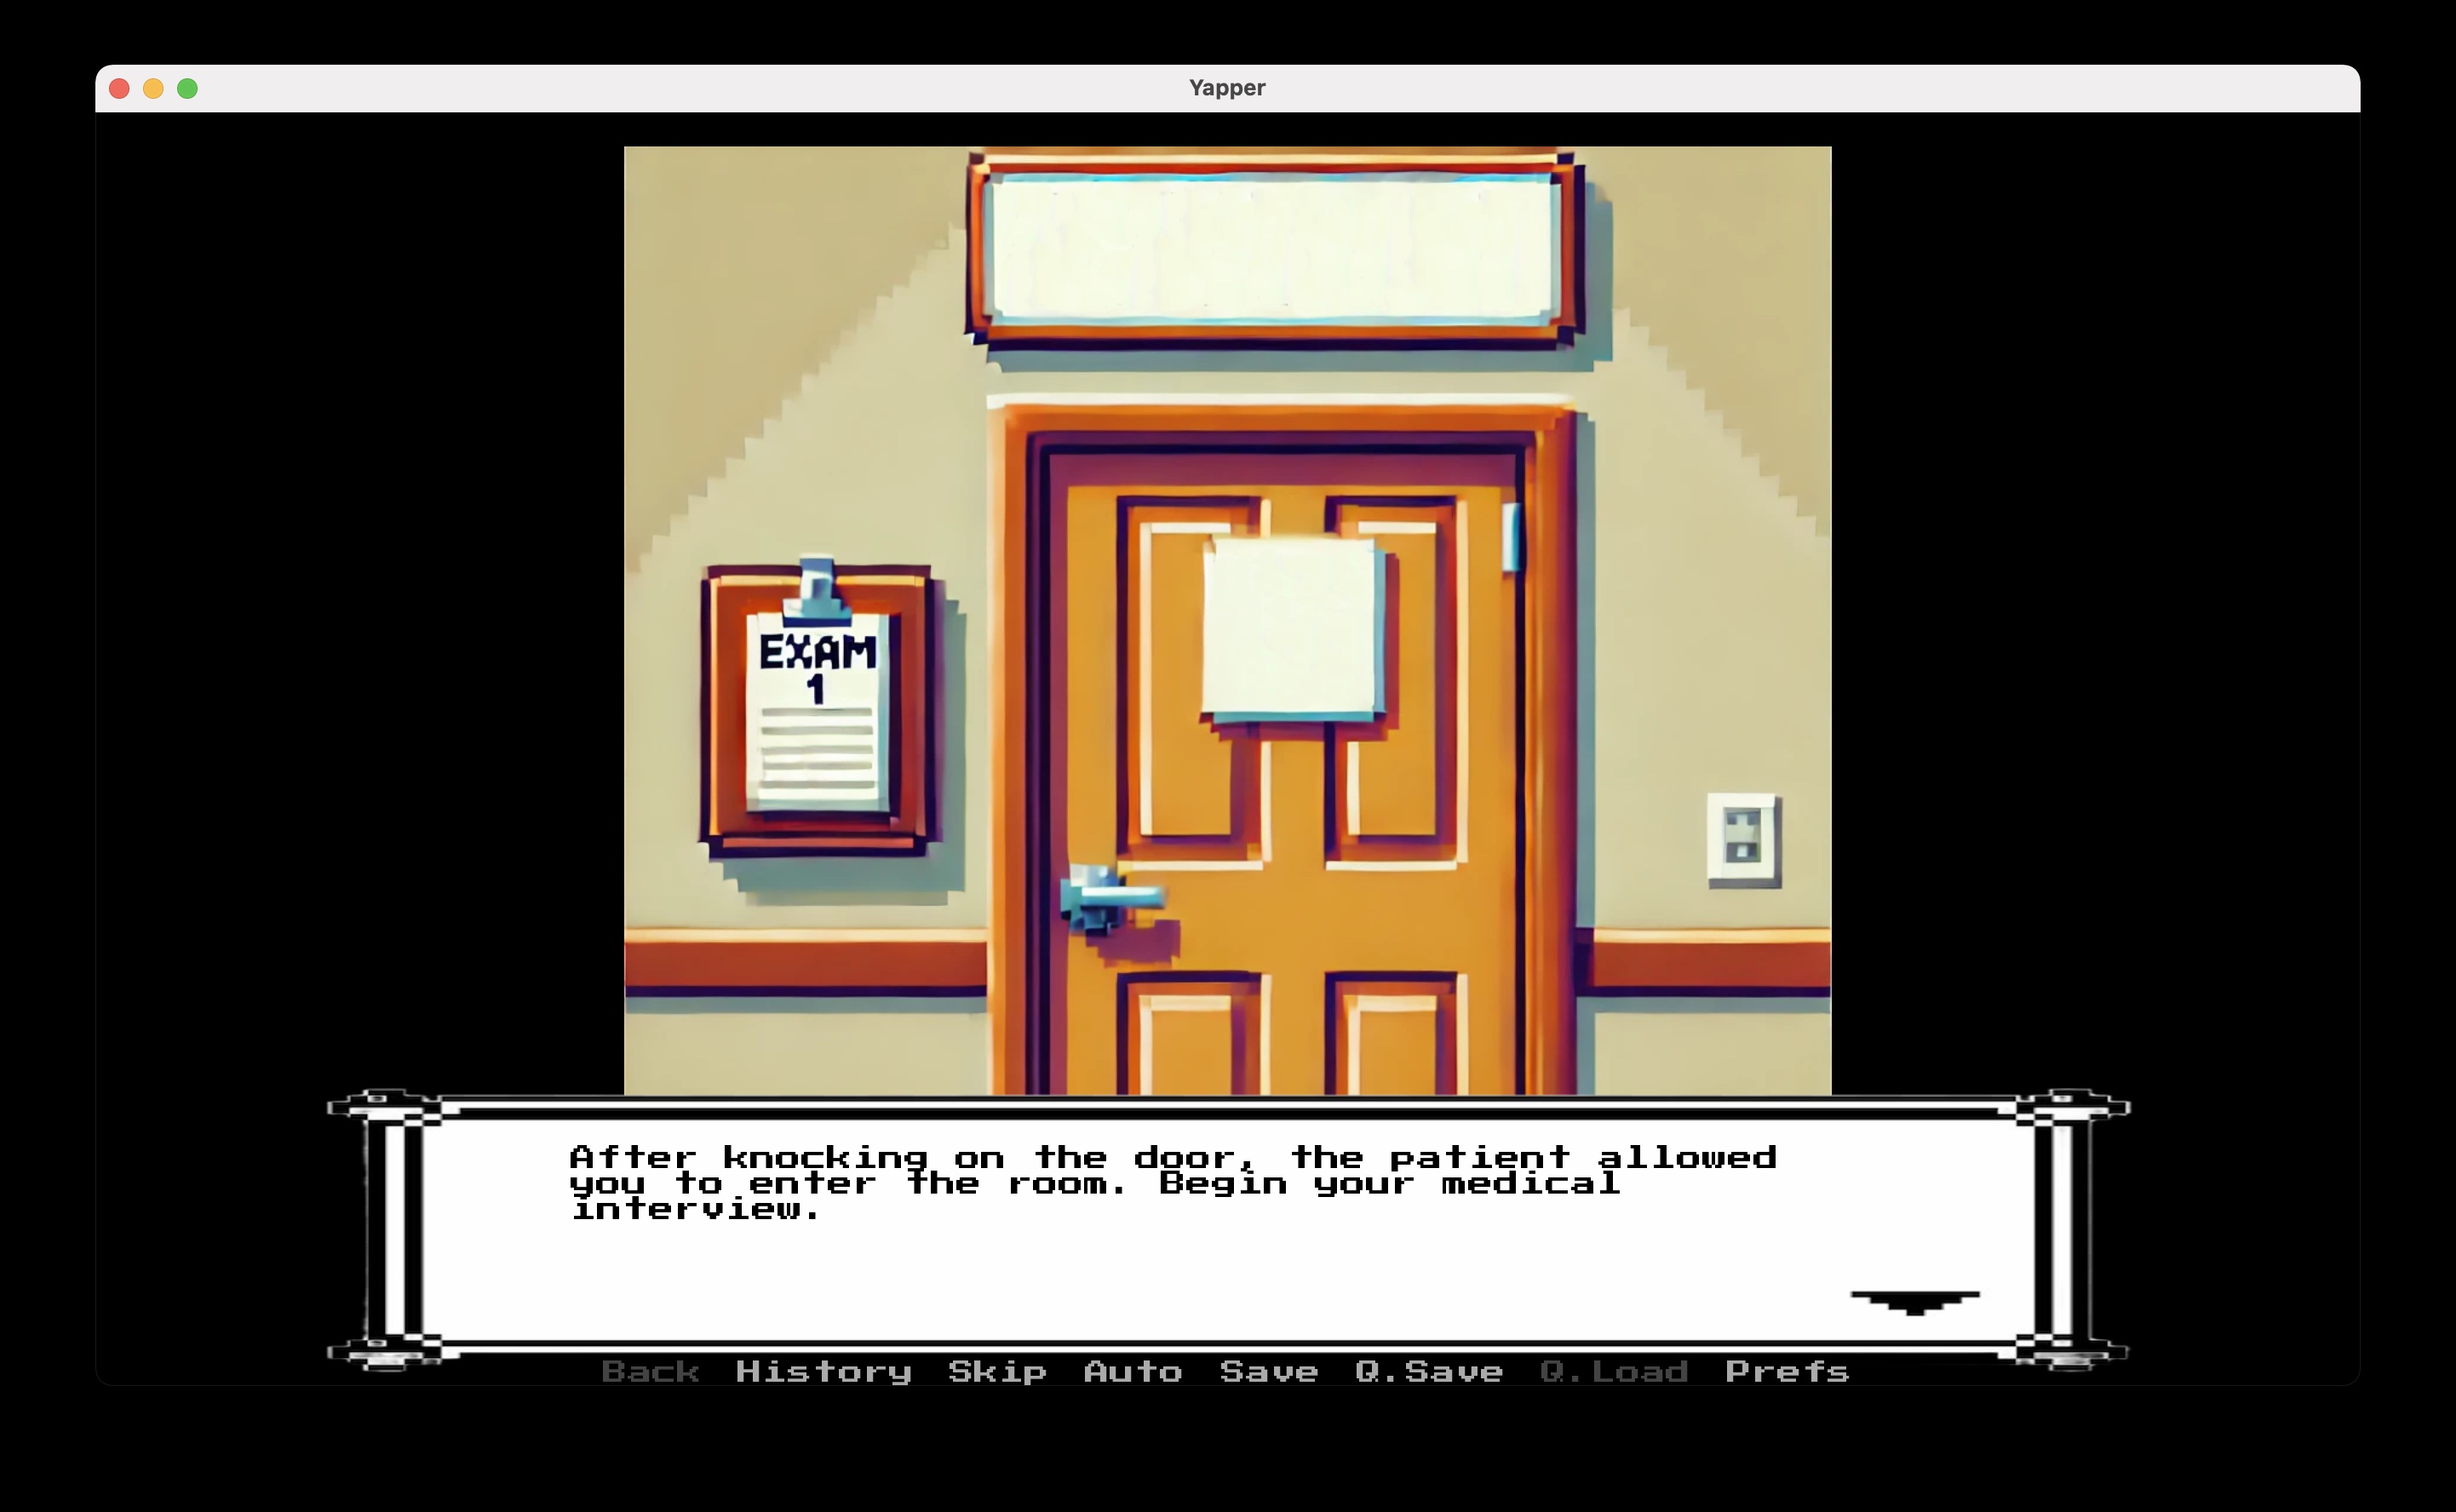 Yapper
EXAM
1
After knocking on the door, the patient allowed
you to enter the room. Begin your medical
interview.
Back History Skip Auto Save Q.Save Q.Load Prefs